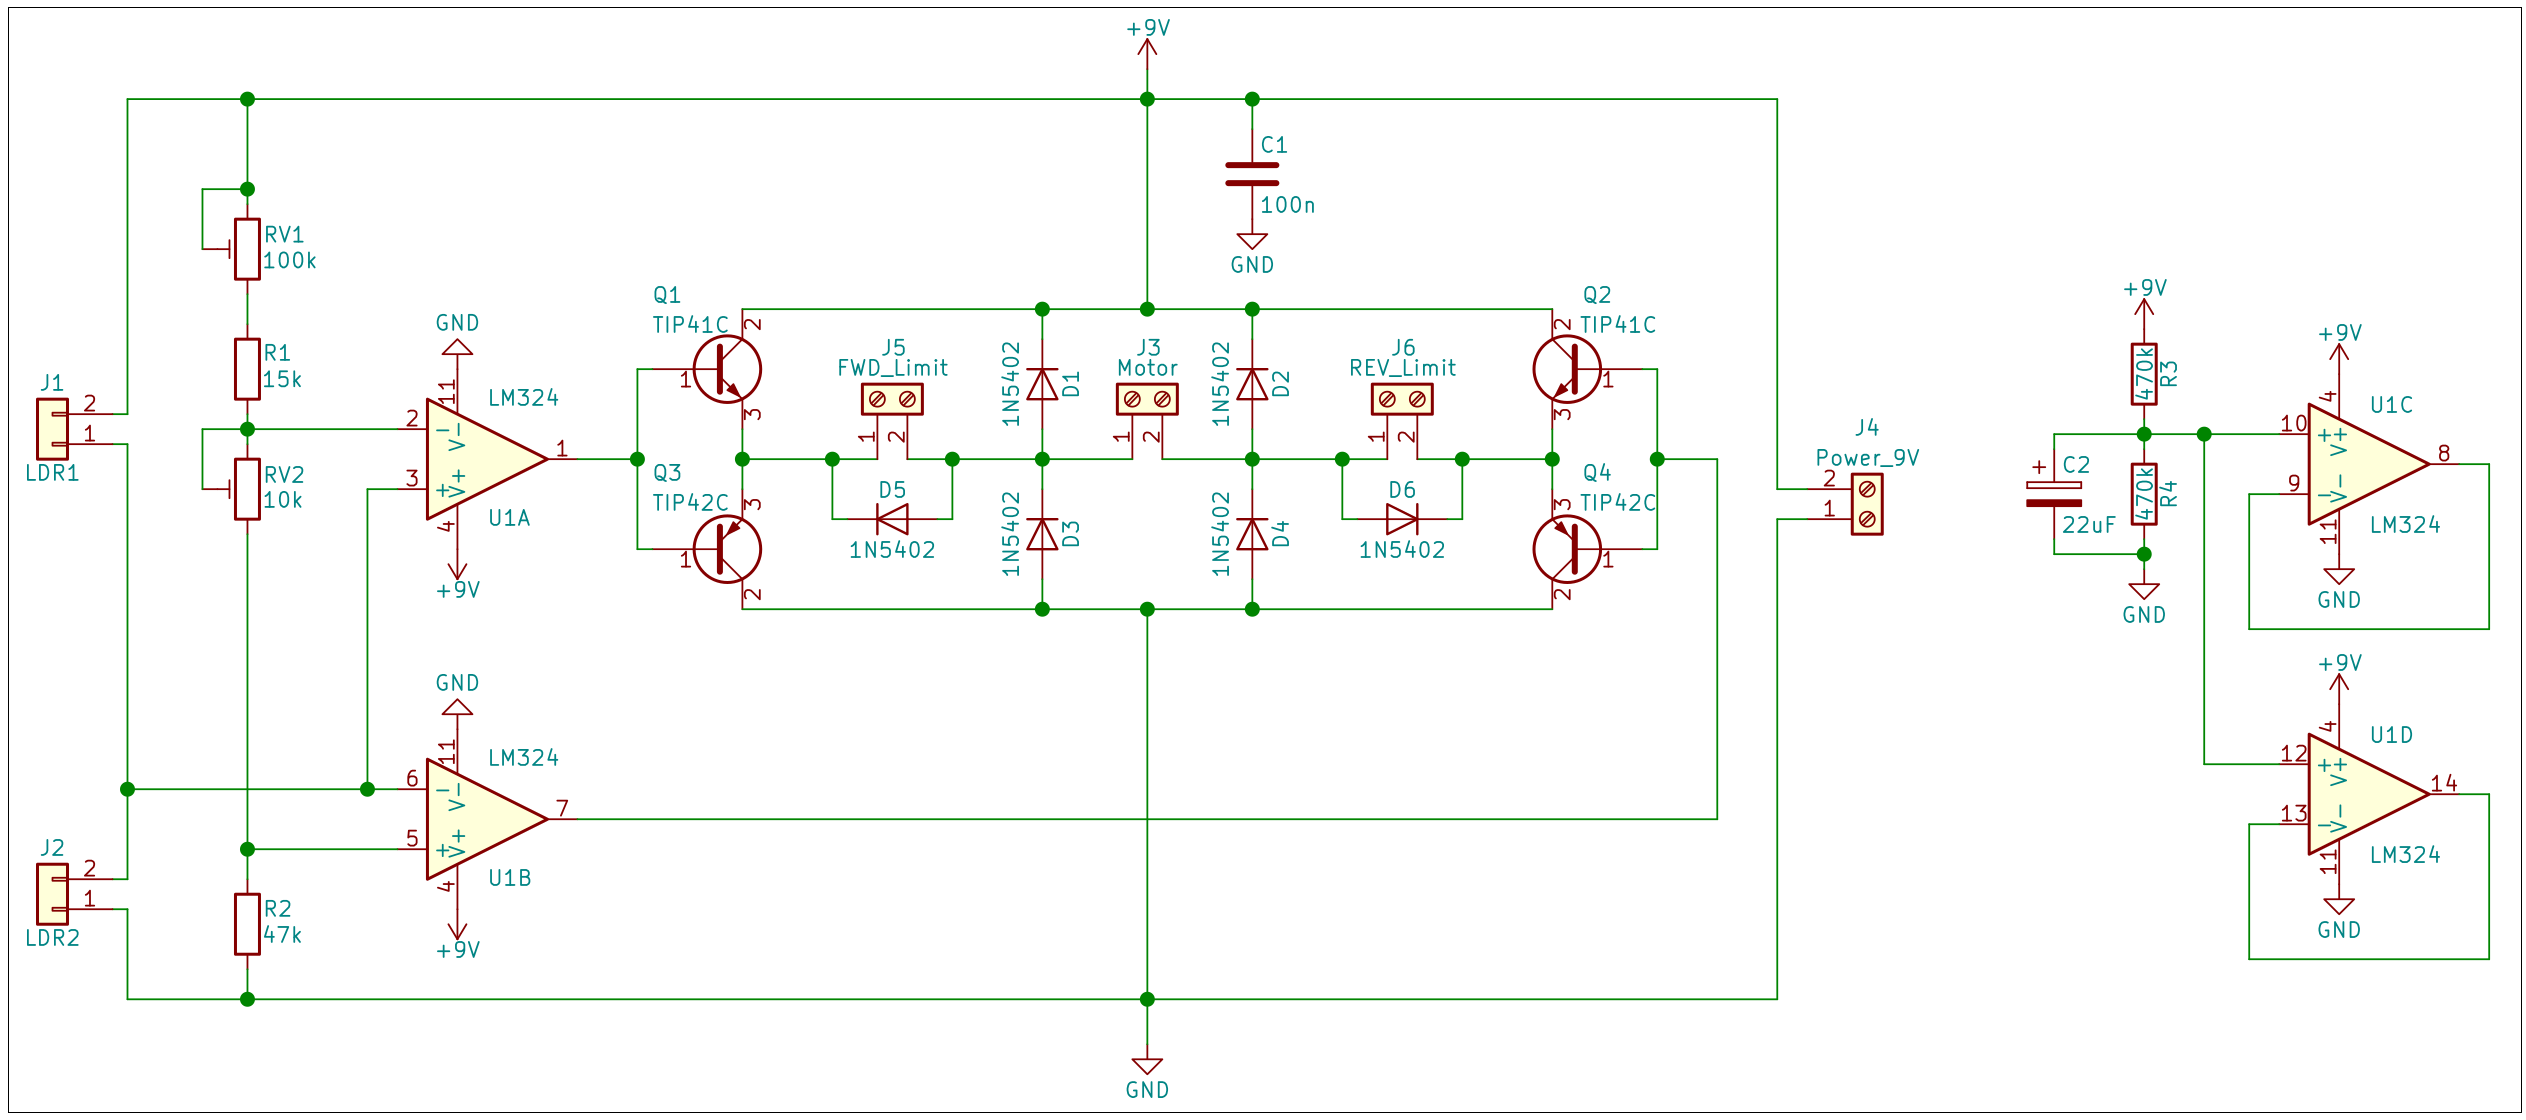 +9V
C1
100n
GND
RV1
100k
R1
15k
RV2
10k
J1
2
1
LDR1
GND
11
LM324
2
3
−
V−
+
V+
1
4
U1A
+9V
Q1
TIP41C
2
1
3
Q3
TIP42C
3
1
2
J5
FWD_Limit
1
2
D5
1N5402
1N5402
D1
1N5402
D3
J3
Motor
1
2
1N5402
D2
1N5402
D4
J6
REV_Limit
1
2
D6
1N5402
Q2
TIP41C
2
1
3
Q4
TIP42C
3
1
2
J4
Power_9V
2
1
GND
11
LM324
6
5
−
V−
+
V+
7
4
U1B
+9V
J2
2
1
LDR2
R2
47k
GND
+9V
470k
R3
470k
R4
+
C2
22uF
GND
+9V
4
U1C
10
9
+
V+
−
V−
8
11
LM324
GND
+9V
4
U1D
12
13
+
V+
−
V−
14
11
LM324
GND